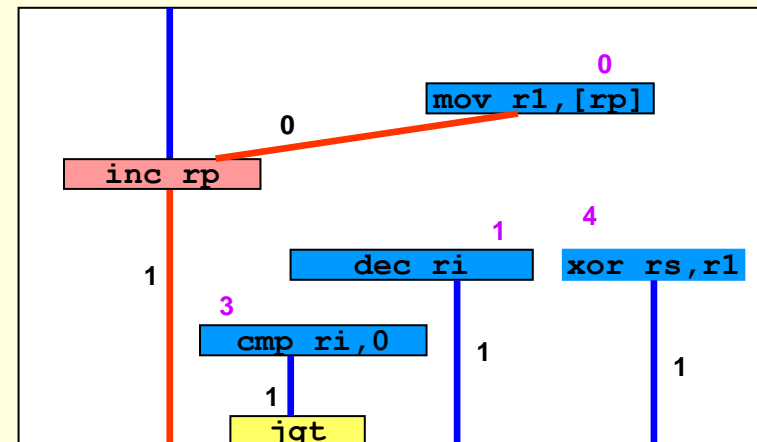 0
mov r1,[rp]
0
inc rp
4
1
dec ri
xor rs,r1
1
3
cmp ri,0
1
1
1
jgt